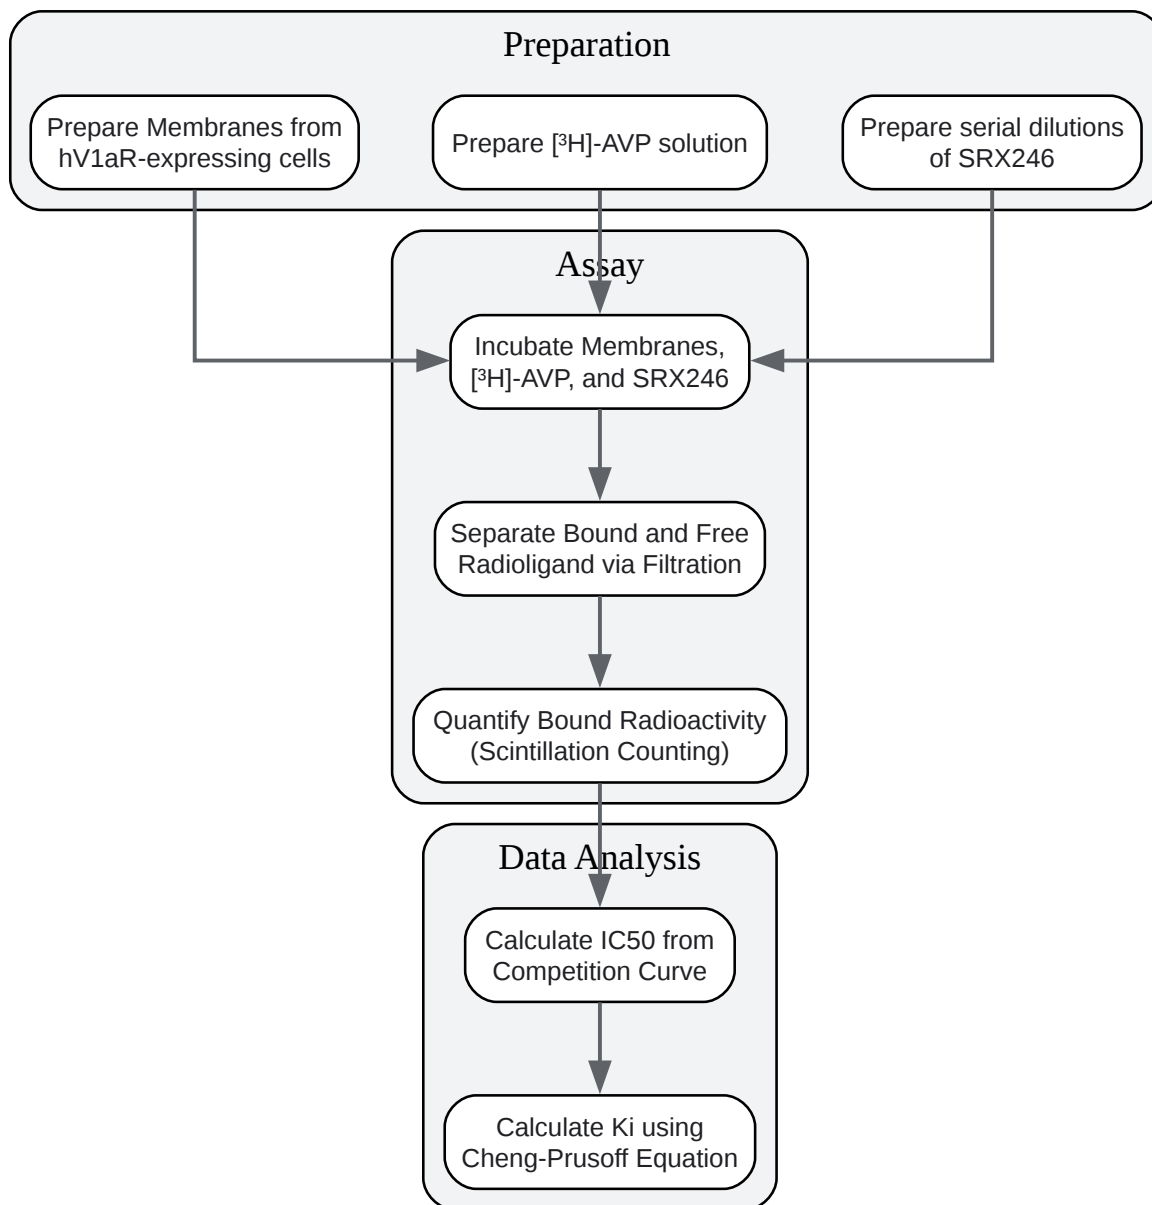 Preparation
Prepare Membranes from
hV1aR-expressing cells
Prepare [³H]-AVP solution
Prepare serial dilutions
of SRX246
Assay
Incubate Membranes,
[³H]-AVP, and SRX246
Separate Bound and Free
Radioligand via Filtration
Quantify Bound Radioactivity
(Scintillation Counting)
Data Analysis
Calculate IC50 from
Competition Curve
Calculate Ki using
Cheng-Prusoff Equation